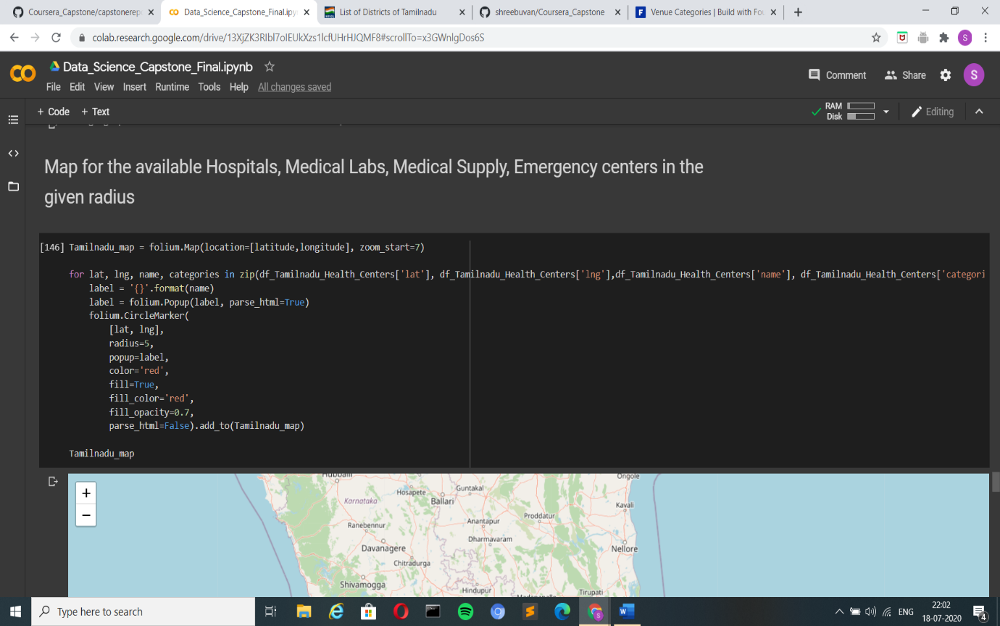 Coursera_Capstone/capstonerep
Data_Science_Capstone_Final.ipy
List of Districts of Tamilnadu
shreebuvan/Coursera_Capstone
Venue Categories | Build with Fou
colab.research.google.com/drive/13XjZK3RIbl7oIEUkXzs1lcfUHrHJQMF8#scrollTo=x3GWnlgDos6S
Data_Science_Capstone_Final.ipynb
Comment Share S
File Edit View Insert Runtime Tools Help All changes saved
+ Code + Text
RAM
Disk
Editing
Map for the available Hospitals, Medical Labs, Medical Supply, Emergency centers in the
given radius
[146] Tamilnadu_map = folium.Map(location=[latitude,longitude], zoom_start=7)
for lat, lng, name, categories in zip(df_Tamilnadu_Health_Centers['lat'], df_Tamilnadu_Health_Centers['lng'],df_Tamilnadu_Health_Centers['name'], df_Tamilnadu_Health_Centers['categori
label = '{}'.format(name)
label = folium.Popup(label, parse_html=True)
folium.CircleMarker(
[lat, lng],
radius=5,
popup=label,
color='red',
fill=True,
fill_color='red',
fill_opacity=0.7,
parse_html=False).add_to(Tamilnadu_map)
Tamilnadu_map
+
−
Hubballi
Ongole
Guntakal
Hosapete
Karnataka
Ballari
Kavali
Proddatur
Ranebennur
Anantapur
Dharmavaram
Davanagere
Nellore
Chitradurga
Shivamogga
Hindupur
Tirupati
Type here to search
ENG
22:02
18-07-2020
4